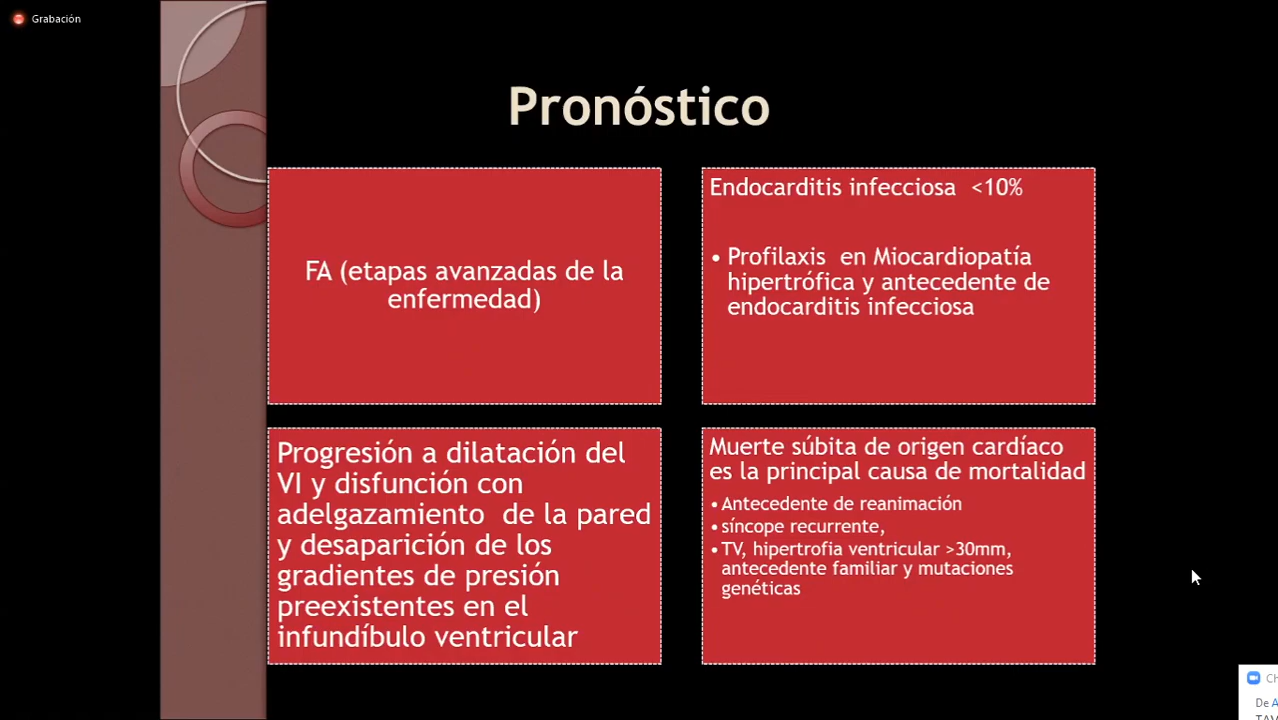 Grabación
Pronóstico
FA (etapas avanzadas de la
enfermedad)
Endocarditis infecciosa <10%
• Profilaxis en Miocardiopatía
hipertrófica y antecedente de
endocarditis infecciosa
Progresión a dilatación del
VI y disfunción con
adelgazamiento de la pared
y desaparición de los
gradientes de presión
preexistentes en el
infundíbulo ventricular
Muerte súbita de origen cardíaco
es la principal causa de mortalidad
• Antecedente de reanimación
• síncope recurrente,
• TV, hipertrofia ventricular >30mm,
antecedente familiar y mutaciones
genéticas
De